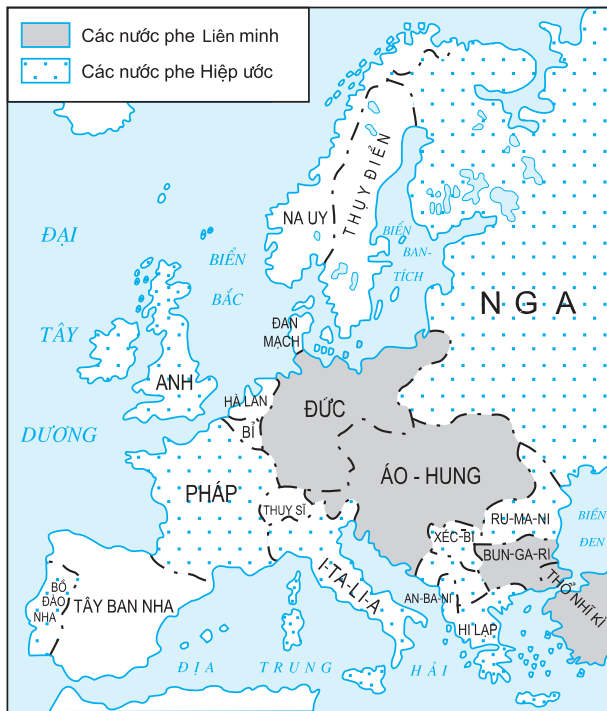 Các nước phe Liên minh
Các nước phe Hiệp ước
ĐẠI
TÂY
DƯƠNG
BIỂN
BẮC
NA UY
THỤY ĐIỂN
BIỂN
BAN-
TÍCH
NGA
ĐAN
MẠCH
ANH
HÀ LAN
BỈ
ĐỨC
PHÁP
THUỴ SĨ
ÁO - HUNG
RU-MA-NI
XÉC-BI
BUN-GA-RI
BIỂN
ĐEN
THỔ NHĨ KÌ
I-TA-LI-A
AN-BA-NI
HI LẠP
BỒ
ĐÀO
NHA
TÂY BAN NHA
ĐỊA TRUNG HẢI